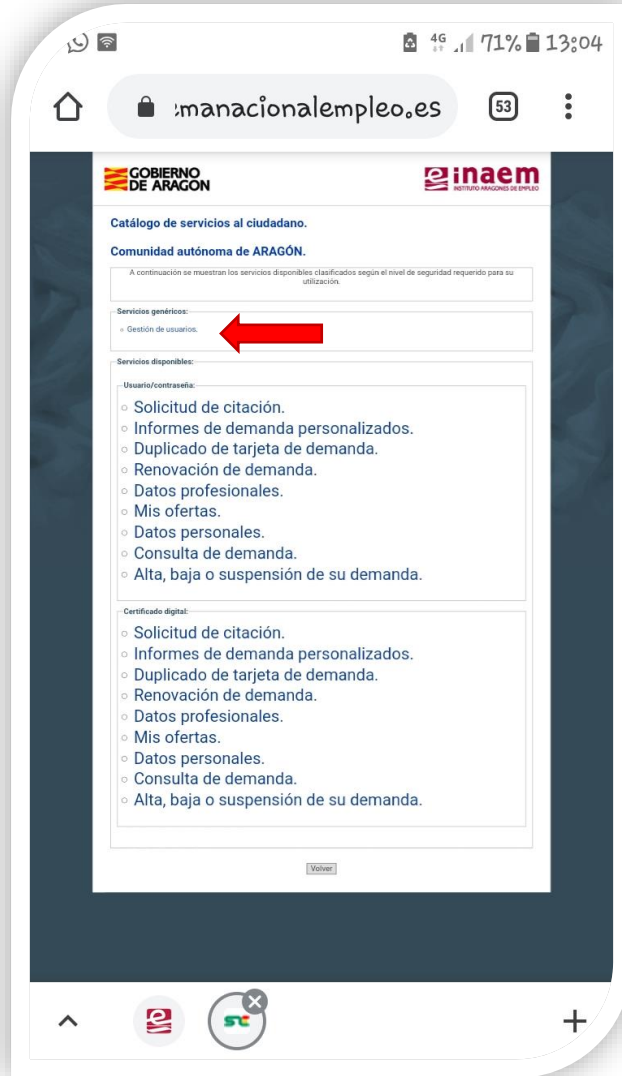 4G 71% 13:04
:manacionalempleo.es 53
GOBIERNO
DE ARAGON
inaem
INSTITUTO ARAGONES DE EMPLEO
Catálogo de servicios al ciudadano.
Comunidad autónoma de ARAGÓN.
A continuación se muestran los servicios disponibles clasificados según el nivel de seguridad requerido para su
utilización.
Servicios genéricos:
Gestión de usuarios.
Servicios disponibles:
Usuario/contraseña:
Solicitud de citación.
Informes de demanda personalizados.
Duplicado de tarjeta de demanda.
Renovación de demanda.
Datos profesionales.
Mis ofertas.
Datos personales.
Consulta de demanda.
Alta, baja o suspensión de su demanda.
Certificado digital:
Solicitud de citación.
Informes de demanda personalizados.
Duplicado de tarjeta de demanda.
Renovación de demanda.
Datos profesionales.
Mis ofertas.
Datos personales.
Consulta de demanda.
Alta, baja o suspensión de su demanda.
Volver